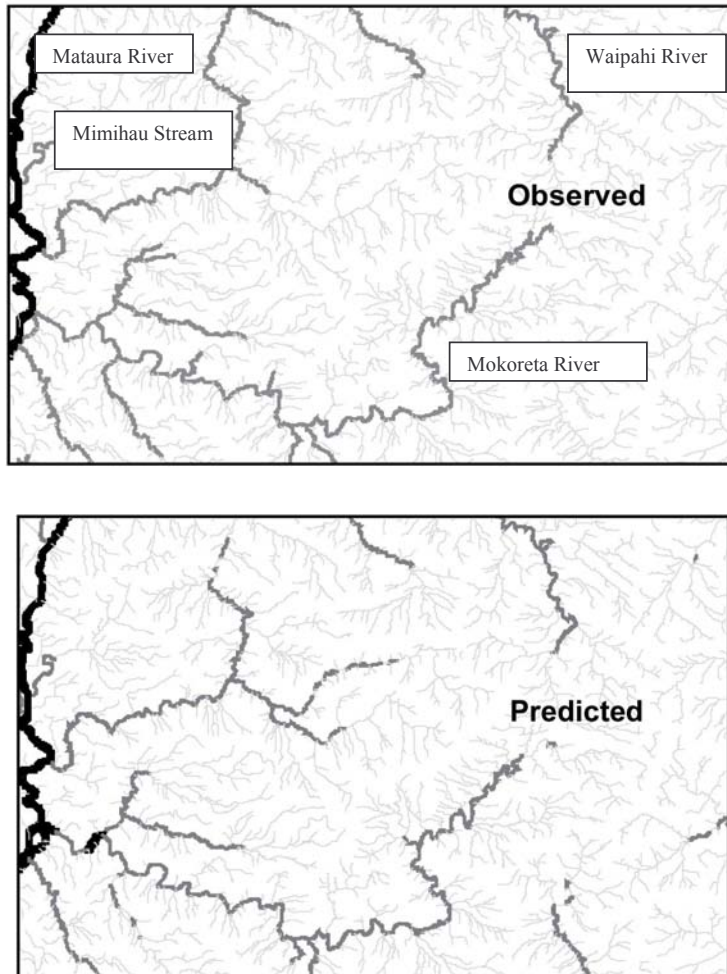 Mataura River
Waipahi River
Mimihau Stream
Observed
Mokoreta River
Predicted